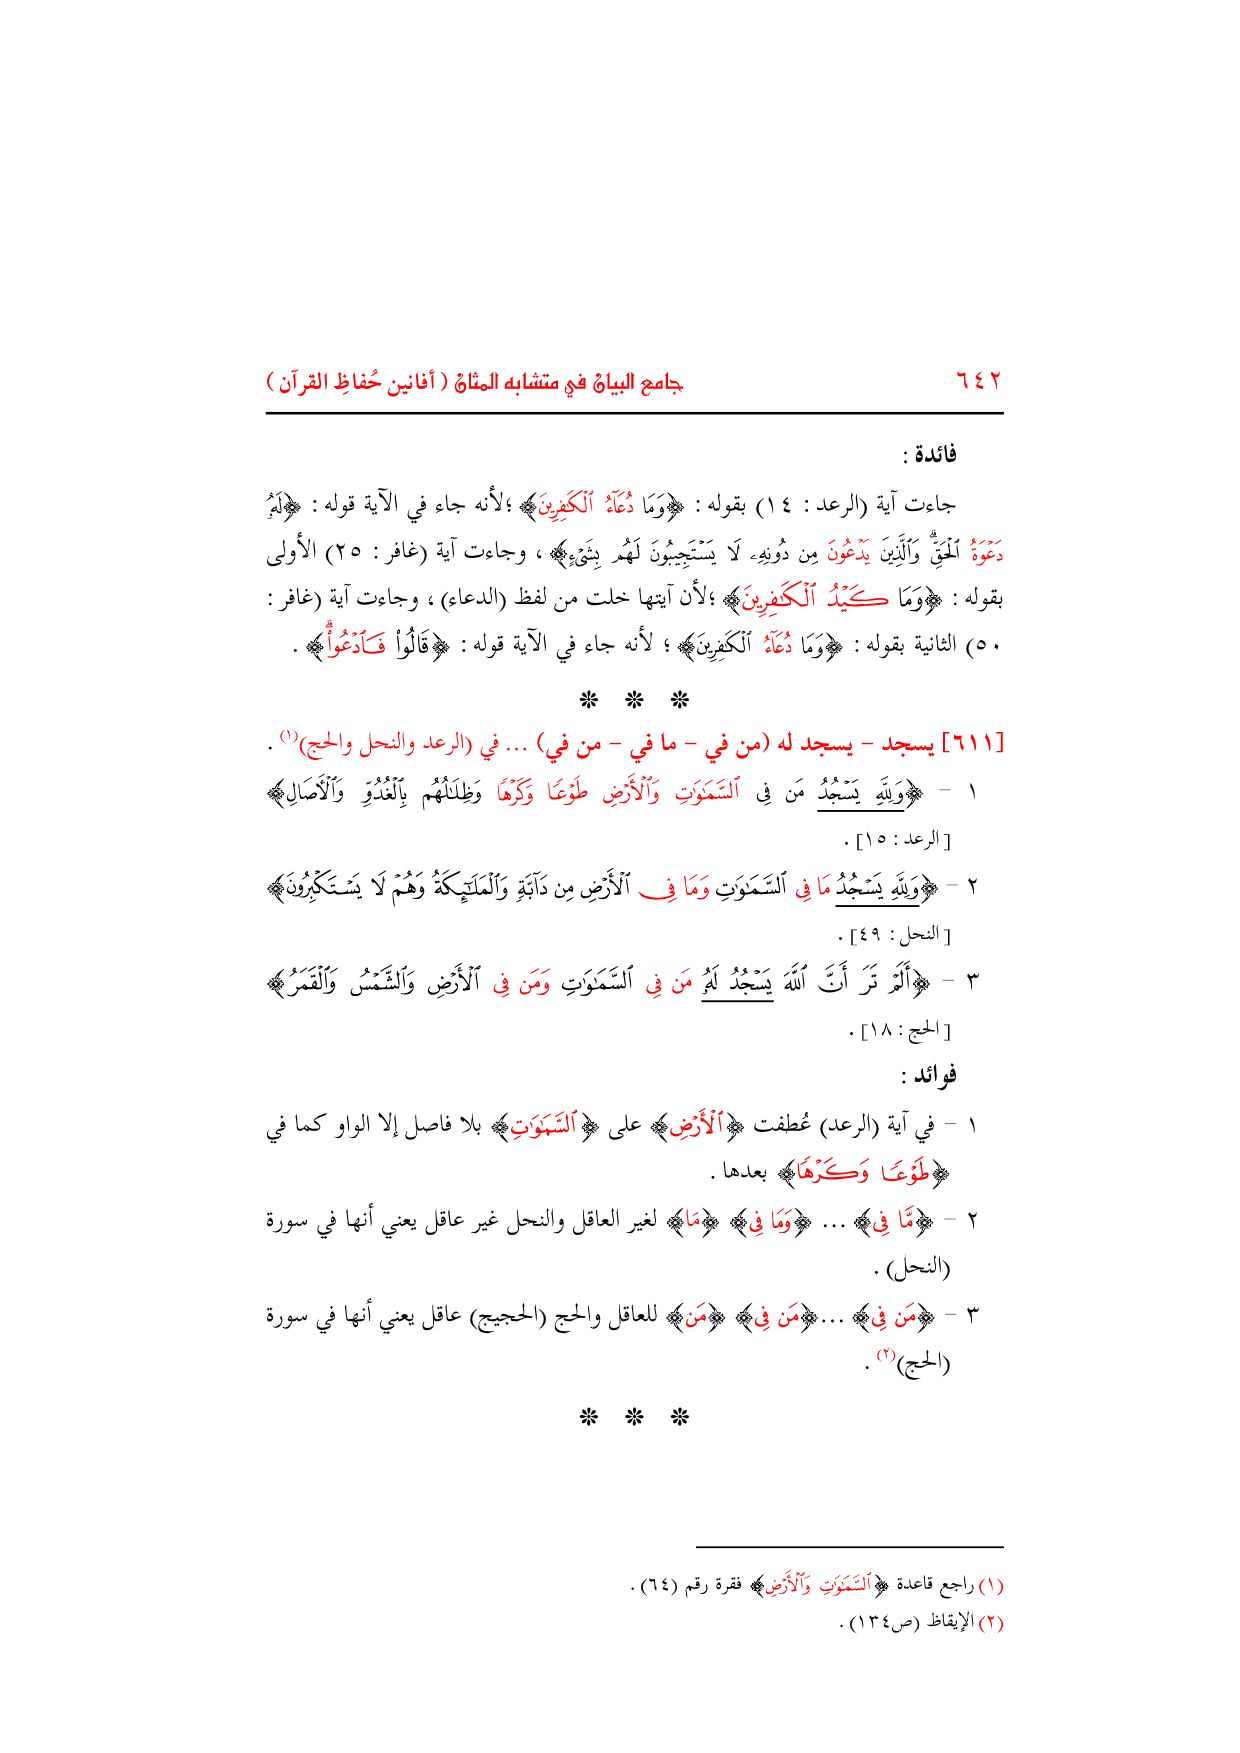 ٦٤٢ جامع البيان في متشابه المثان ( أفانين حُفاظِ القرآن )
فائدة :
جاءت آية (الرعد : ١٤) بقوله : ﴿وَمَا دُعَآءُ ٱلْكَٰفِرِينَ﴾ ؛لأنه جاء في الآية قوله : ﴿لَهُۥ
دَعْوَةُ ٱلْحَقِّ ۖ وَٱلَّذِينَ يَدْعُونَ مِن دُونِهِۦ لَا يَسْتَجِيبُونَ لَهُم بِشَىْءٍ﴾ ، وجاءت آية (غافر : ٢٥) الأولى
بقوله : ﴿وَمَا كَيْدُ ٱلْكَٰفِرِينَ﴾ ؛لأن آيتها خلت من لفظ (الدعاء) ، وجاءت آية (غافر :
٥٠) الثانية بقوله : ﴿وَمَا دُعَٰٓؤُا۟ ٱلْكَٰفِرِينَ﴾ ؛ لأنه جاء في الآية قوله : ﴿قَالُوا۟ فَٱدْعُوا۟ ۗ﴾ .
❊ ❊ ❊
[٦١١] يسجد – يسجد له (من في – ما في – من في) ... في (الرعد والنحل والحج)(١) .
١ – ﴿وَلِلَّهِ يَسْجُدُ مَن فِى ٱلسَّمَٰوَٰتِ وَٱلْأَرْضِ طَوْعًا وَكَرْهًا وَظِلَٰلُهُم بِٱلْغُدُوِّ وَٱلْءَاصَالِ﴾
[الرعد : ١٥] .
٢ – ﴿وَلِلَّهِ يَسْجُدُ مَا فِى ٱلسَّمَٰوَٰتِ وَمَا فِى ٱلْأَرْضِ مِن دَآبَّةٍ وَٱلْمَلَٰٓئِكَةُ وَهُمْ لَا يَسْتَكْبِرُونَ﴾
[النحل : ٤٩] .
٣ – ﴿أَلَمْ تَرَ أَنَّ ٱللَّهَ يَسْجُدُ لَهُۥ مَن فِى ٱلسَّمَٰوَٰتِ وَمَن فِى ٱلْأَرْضِ وَٱلشَّمْسُ وَٱلْقَمَرُ﴾
[الحج : ١٨] .
فوائد :
١ – في آية (الرعد) عُطفت ﴿ٱلْأَرْضِ﴾ على ﴿ٱلسَّمَٰوَٰتِ﴾ بلا فاصل إلا الواو كما في
﴿طَوْعًا وَكَرْهًا﴾ بعدها .
٢ – ﴿مَّا فِى﴾ ... ﴿وَمَا فِى﴾ ﴿مَا﴾ لغير العاقل والنحل غير عاقل يعني أنها في سورة
(النحل) .
٣ – ﴿مَن فِى﴾ ...﴿مَن فِى﴾ ﴿مَن﴾ للعاقل والحج (الحجيج) عاقل يعني أنها في سورة
(الحج)(٢) .
❊ ❊ ❊
(١) راجع قاعدة ﴿ٱلسَّمَٰوَٰتِ وَٱلْأَرْضِ﴾ فقرة رقم (٦٤) .
(٢) الإيقاظ (ص١٣٤) .